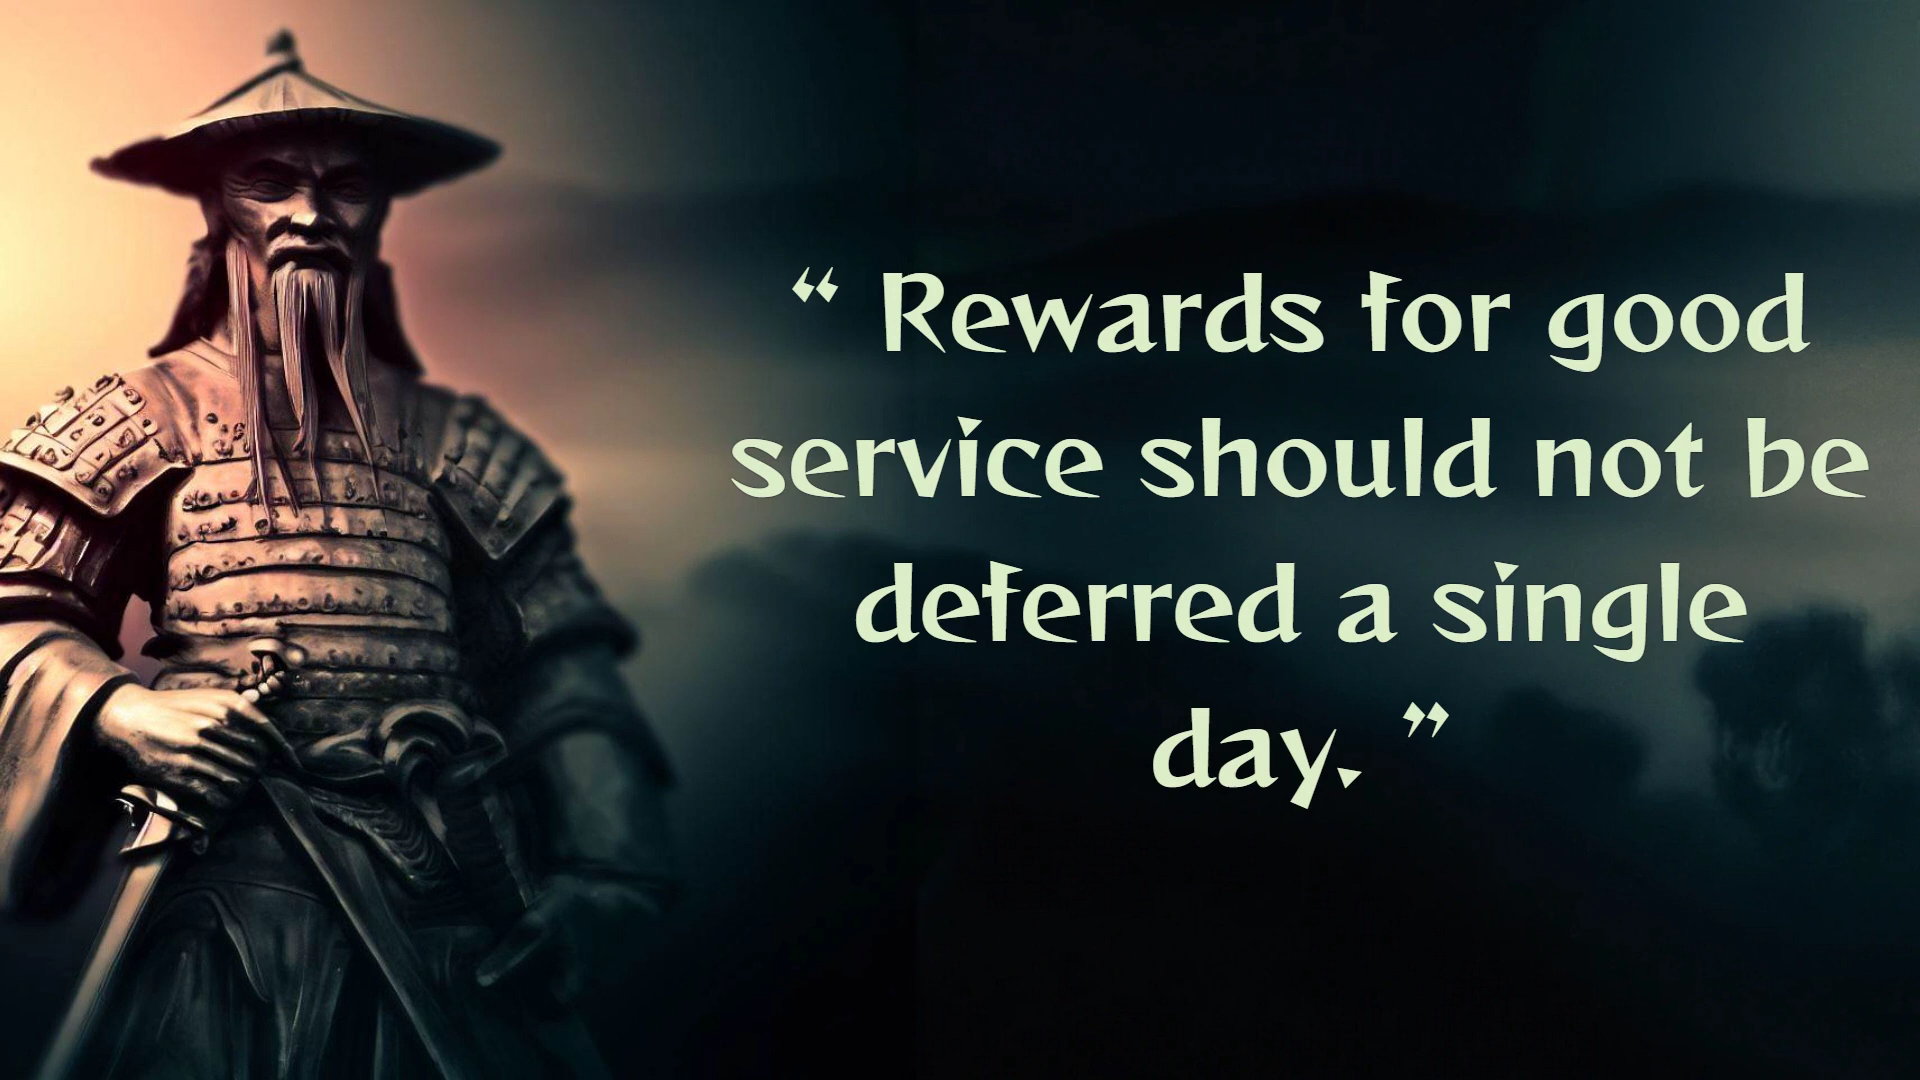 “ Rewards for good
service should not be
deferred a single
day. ”